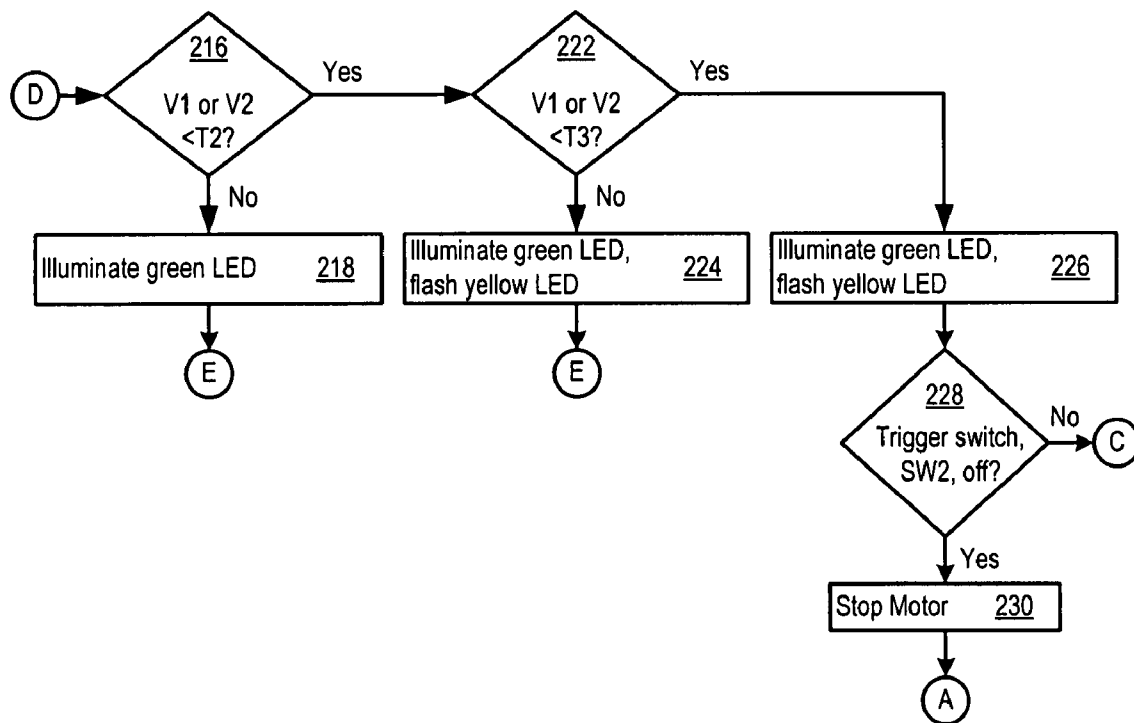 D
216
V1 or V2
<T2?
Yes
222
V1 or V2
<T3?
Yes
No
No
Illuminate green LED 218
Illuminate green LED,
flash yellow LED 224
Illuminate green LED,
flash yellow LED 226
E
E
228
Trigger switch,
SW2, off?
No
C
Yes
Stop Motor 230
A